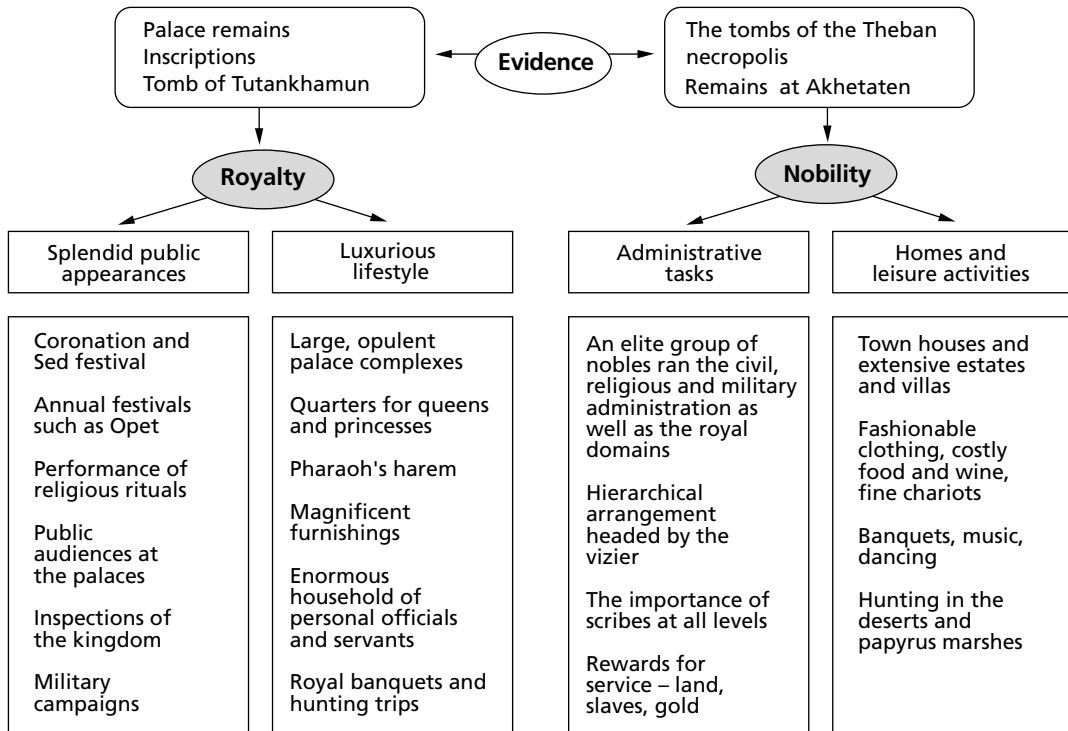 Palace remains
Inscriptions
Tomb of Tutankhamun
Evidence
The tombs of the Theban
necropolis
Remains at Akhetaten
Royalty
Nobility
Splendid public
appearances
Luxurious
lifestyle
Administrative
tasks
Homes and
leisure activities
Coronation and
Sed festival
Annual festivals
such as Opet
Performance of
religious rituals
Public
audiences at
the palaces
Inspections of
the kingdom
Military
campaigns
Large, opulent
palace complexes
Quarters for queens
and princesses
Pharaoh's harem
Magnificent
furnishings
Enormous
household of
personal officials
and servants
Royal banquets and
hunting trips
An elite group of
nobles ran the civil,
religious and military
administration as
well as the royal
domains
Hierarchical
arrangement
headed by the
vizier
The importance of
scribes at all levels
Rewards for
service – land,
slaves, gold
Town houses and
extensive estates
and villas
Fashionable
clothing, costly
food and wine,
fine chariots
Banquets, music,
dancing
Hunting in the
deserts and
papyrus marshes